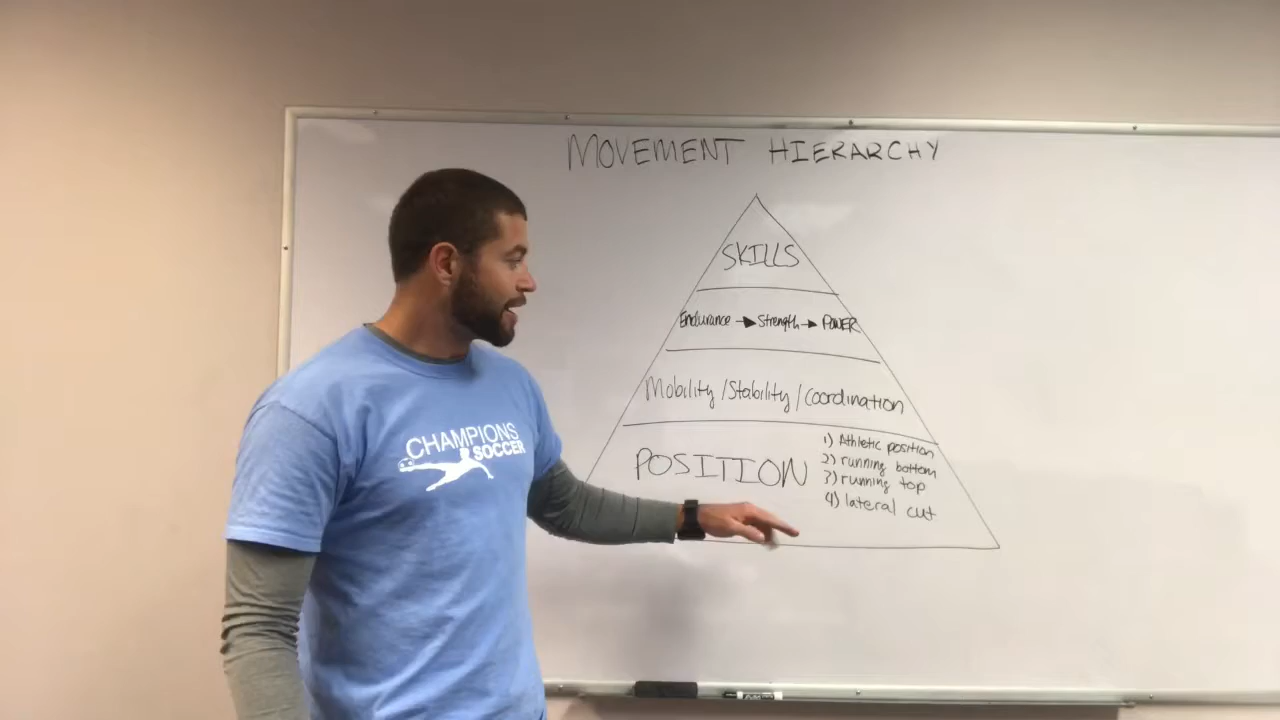 MOVEMENT HIERARCHY
SKILLS
Endurance → Strength → POWER
Mobility/Stability/Coordination
POSITION
1) Athletic position
2) running bottom
3) running top
4) lateral cut
CHAMPIONS
SOCCER